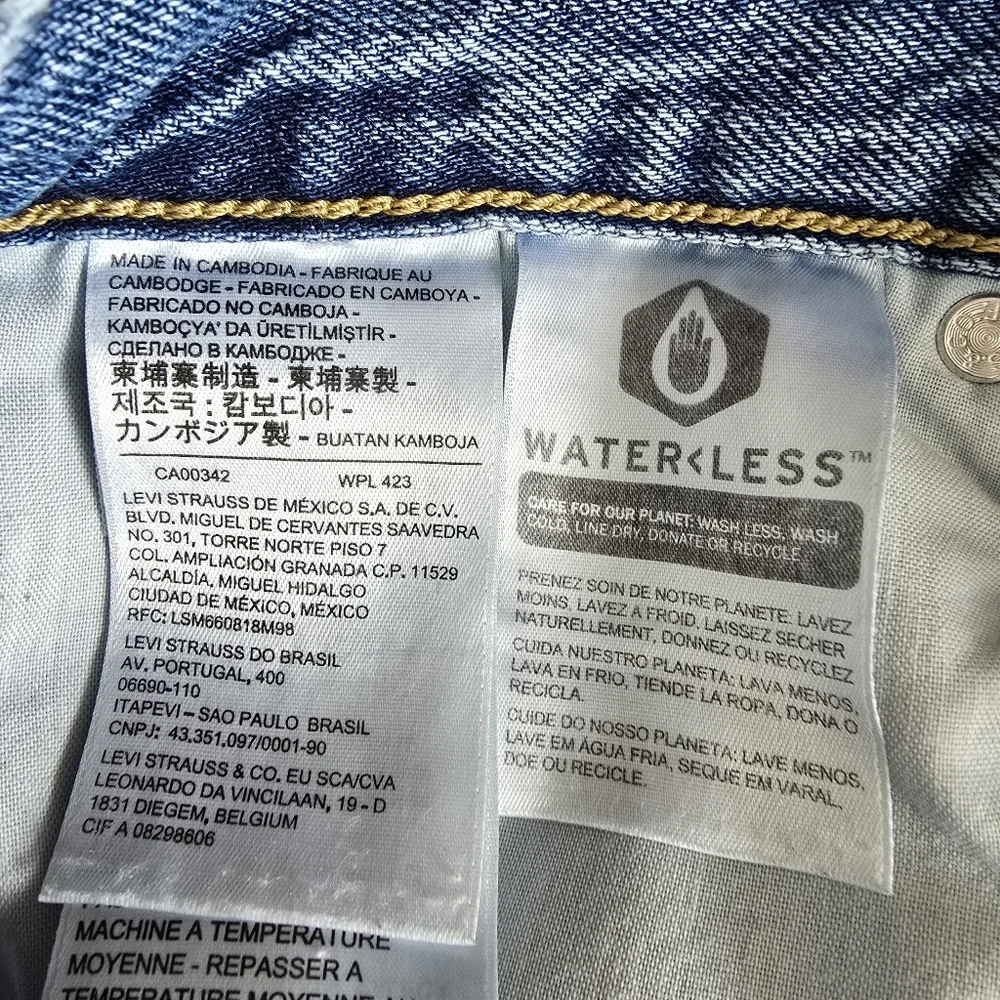 MADE IN CAMBODIA - FABRIQUE AU
CAMBODGE - FABRICADO EN CAMBOYA -
FABRICADO NO CAMBOJA -
KAMBOÇYA' DA ÜRETİLMİŞTİR -
СДЕЛАНО В КАМБОДЖЕ -
柬埔寨制造 - 柬埔寨製 -
제조국 : 캄보디아 -
カンボジア製 - BUATAN KAMBOJA
CA00342 WPL 423
LEVI STRAUSS DE MÉXICO S.A. DE C.V.
BLVD. MIGUEL DE CERVANTES SAAVEDRA
NO. 301, TORRE NORTE PISO 7
COL. AMPLIACIÓN GRANADA C.P. 11529
ALCALDÍA. MIGUEL HIDALGO
CIUDAD DE MÉXICO, MÉXICO
RFC: LSM660818M98
LEVI STRAUSS DO BRASIL
AV. PORTUGAL, 400
06690-110
ITAPEVI – SAO PAULO BRASIL
CNPJ: 43.351.097/0001-90
LEVI STRAUSS & CO. EU SCA/CVA
LEONARDO DA VINCILAAN, 19 - D
1831 DIEGEM, BELGIUM
CIF A 08298606
MACHINE A TEMPERATURE
MOYENNE - REPASSER A
TEMPERATURE MOYENNE
WATER<LESS™
CARE FOR OUR PLANET: WASH LESS, WASH
COLD, LINE DRY, DONATE OR RECYCLE.
PRENEZ SOIN DE NOTRE PLANETE: LAVEZ
MOINS, LAVEZ A FROID, LAISSEZ SECHER
NATURELLEMENT, DONNEZ OU RECYCLEZ
CUIDA NUESTRO PLANETA: LAVA MENOS,
LAVA EN FRIO, TIENDE LA ROPA, DONA O
RECICLA.
CUIDE DO NOSSO PLANETA: LAVE MENOS,
LAVE EM ÁGUA FRIA, SEQUE EM VARAL,
DOE OU RECICLE.